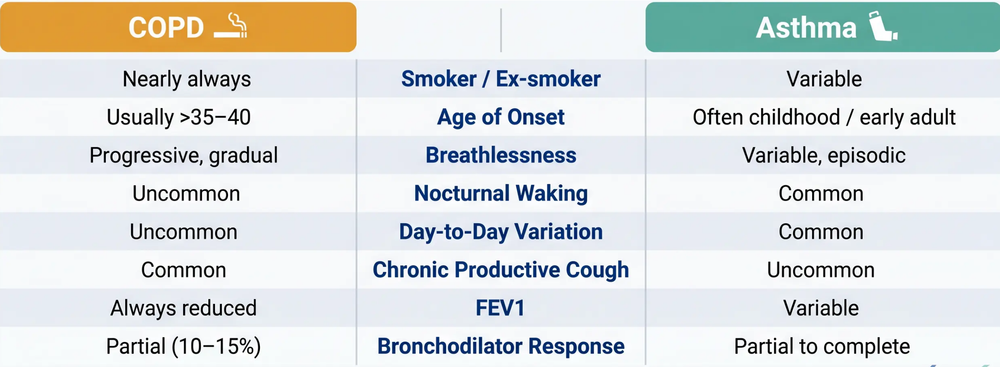 COPD Asthma
Nearly always Smoker / Ex-smoker Variable
Usually >35–40 Age of Onset Often childhood / early adult
Progressive, gradual Breathlessness Variable, episodic
Uncommon Nocturnal Waking Common
Uncommon Day-to-Day Variation Common
Common Chronic Productive Cough Uncommon
Always reduced FEV1 Variable
Partial (10–15%) Bronchodilator Response Partial to complete